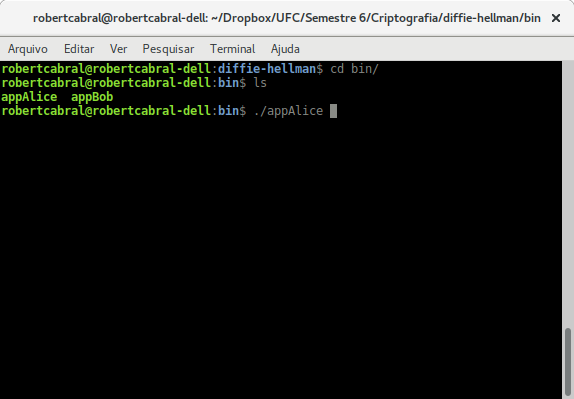 robertcabral@robertcabral-dell: ~/Dropbox/UFC/Semestre 6/Criptografia/diffie-hellman/bin
Arquivo Editar Ver Pesquisar Terminal Ajuda
robertcabral@robertcabral-dell:diffie-hellman$ cd bin/
robertcabral@robertcabral-dell:bin$ ls
appAlice appBob
robertcabral@robertcabral-dell:bin$ ./appAlice